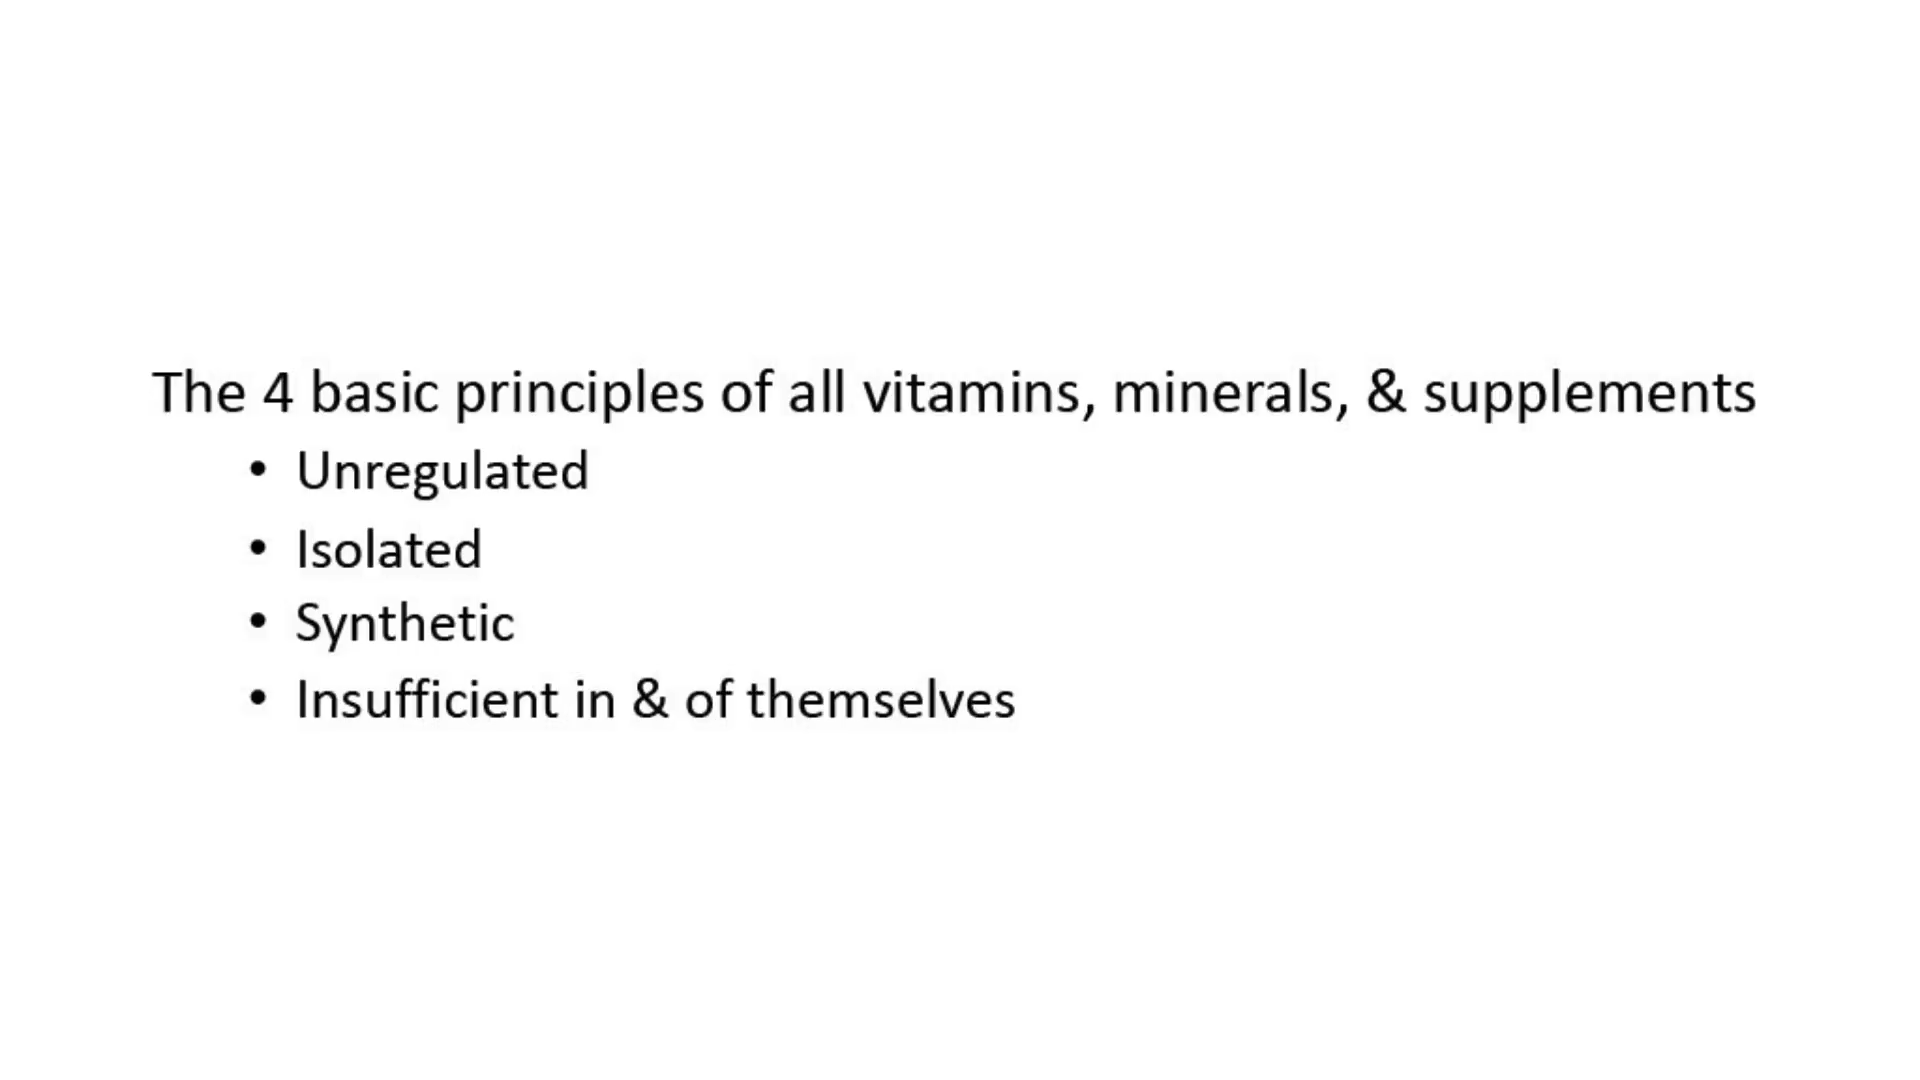 The 4 basic principles of all vitamins, minerals, & supplements
• Unregulated
• Isolated
• Synthetic
• Insufficient in & of themselves